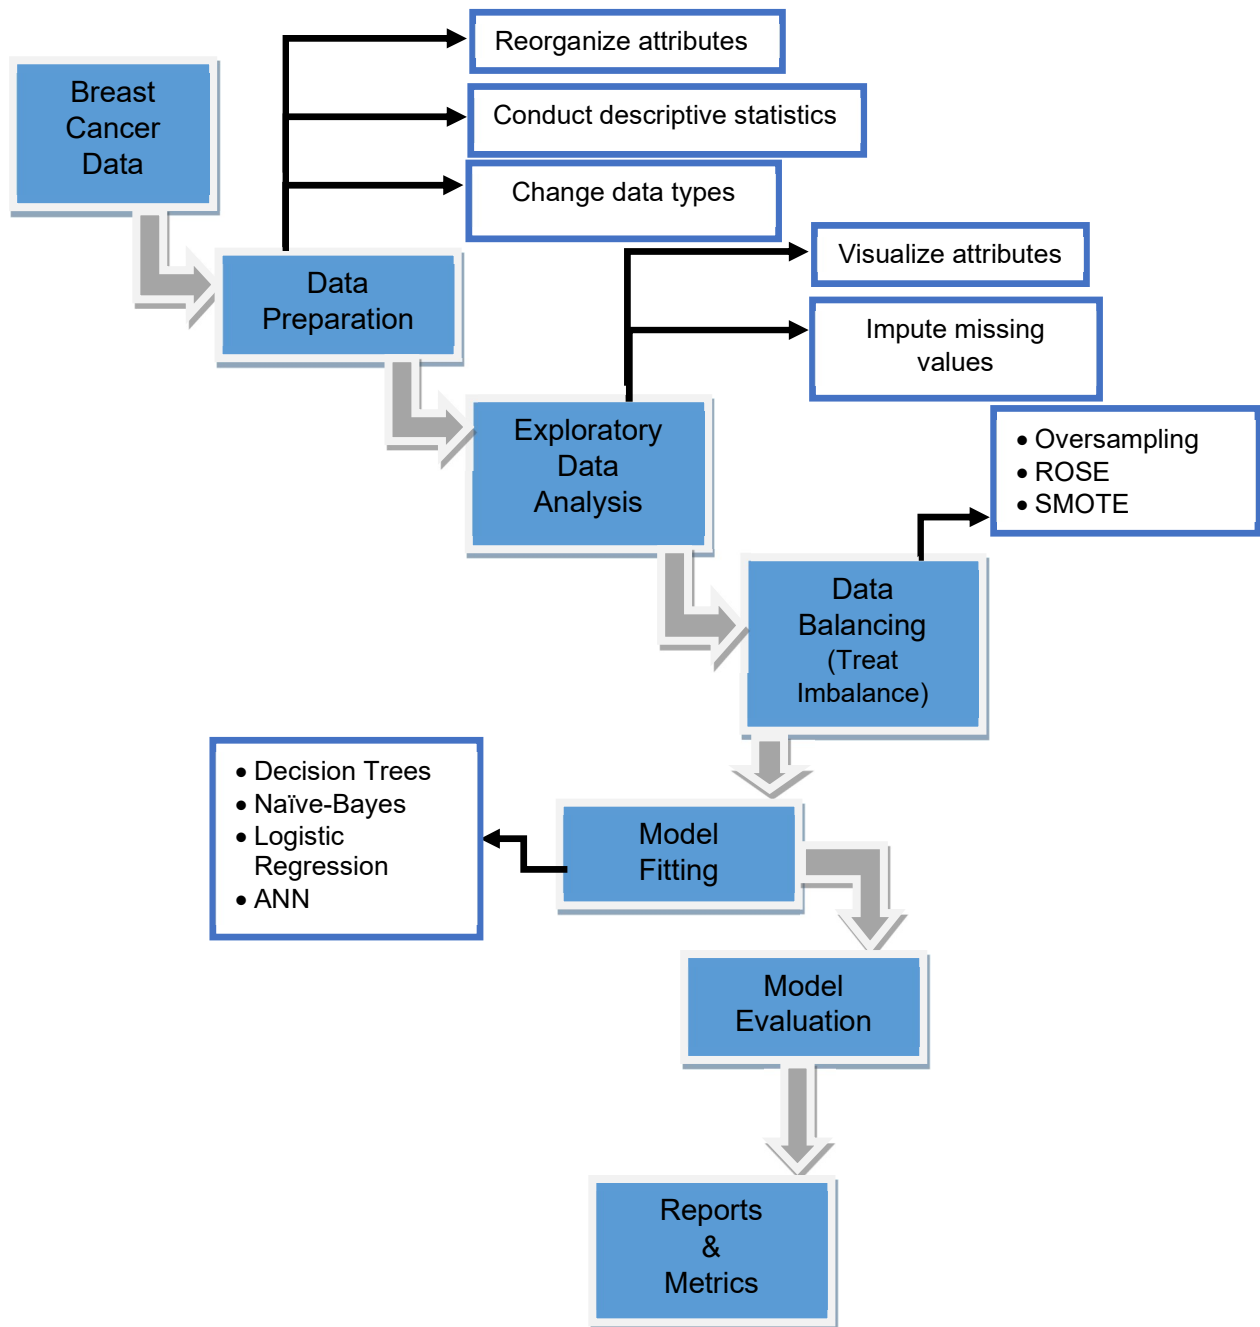 Reorganize attributes
Breast
Cancer
Data
Conduct descriptive statistics
Change data types
Data
Preparation
Visualize attributes
Impute missing
values
Exploratory
Data
Analysis
• Oversampling
• ROSE
• SMOTE
Data
Balancing
(Treat
Imbalance)
• Decision Trees
• Naïve-Bayes
• Logistic
Regression
• ANN
Model
Fitting
Model
Evaluation
Reports
&
Metrics